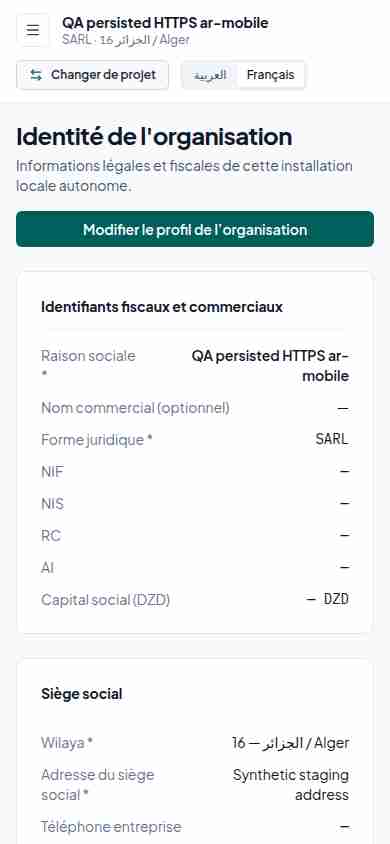 QA persisted HTTPS ar-mobile
SARL · 16 الجزائر / Alger
Changer de projet
العربية
Français
Identité de l'organisation
Informations légales et fiscales de cette installation
locale autonome.
Modifier le profil de l’organisation
Identifiants fiscaux et commerciaux
Raison sociale * QA persisted HTTPS ar-
mobile
Nom commercial (optionnel) —
Forme juridique * SARL
NIF —
NIS —
RC —
AI —
Capital social (DZD) — DZD
Siège social
Wilaya * 16 — الجزائر / Alger
Adresse du siège Synthetic staging
social * address
Téléphone entreprise —